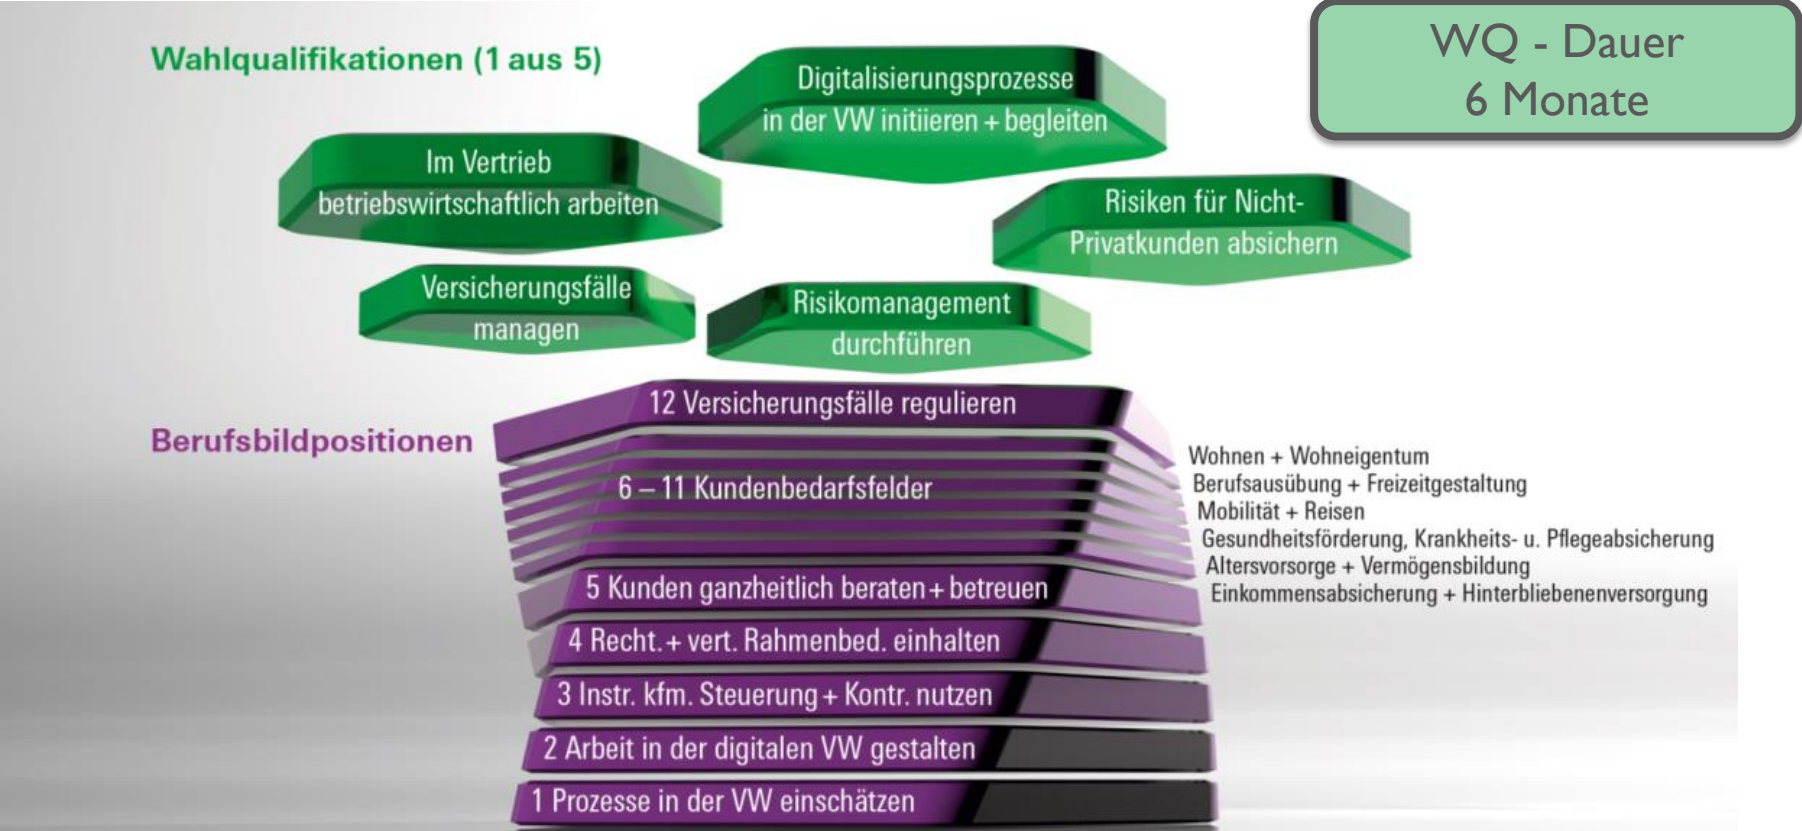 Wahlqualifikationen (1 aus 5)
WQ - Dauer
6 Monate
Digitalisierungsprozesse
in der VW initiieren + begleiten
Im Vertrieb
betriebswirtschaftlich arbeiten
Risiken für Nicht-
Privatkunden absichern
Versicherungsfälle
managen
Risikomanagement
durchführen
Berufsbildpositionen
12 Versicherungsfälle regulieren
6 – 11 Kundenbedarfsfelder
Wohnen + Wohneigentum
Berufsausübung + Freizeitgestaltung
Mobilität + Reisen
Gesundheitsförderung, Krankheits- u. Pflegeabsicherung
Altersvorsorge + Vermögensbildung
Einkommensabsicherung + Hinterbliebenenversorgung
5 Kunden ganzheitlich beraten + betreuen
4 Recht. + vert. Rahmenbed. einhalten
3 Instr. kfm. Steuerung + Kontr. nutzen
2 Arbeit in der digitalen VW gestalten
1 Prozesse in der VW einschätzen